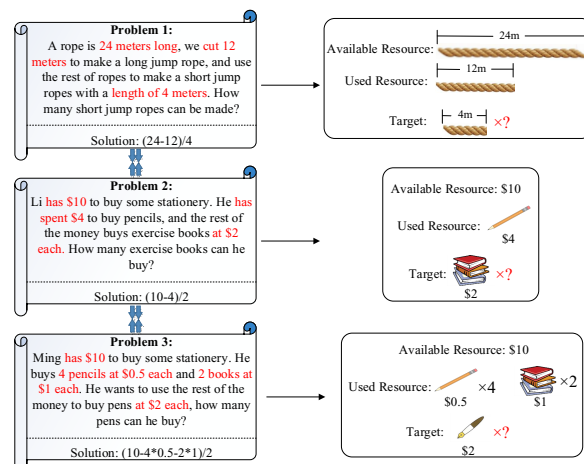 Problem 1:
A rope is 24 meters long, we cut 12
meters to make a long jump rope, and use
the rest of ropes to make a short jump
ropes with a length of 4 meters. How
many short jump ropes can be made?
Solution: (24-12)/4
24m
Available Resource:
12m
Used Resource:
4m
Target:
×?
Problem 2:
Li has $10 to buy some stationery. He has
spent $4 to buy pencils, and the rest of
the money buys exercise books at $2
each. How many exercise books can he
buy?
Solution: (10-4)/2
Available Resource: $10
Used Resource:
$4
Target:
×?
$2
Problem 3:
Ming has $10 to buy some stationery. He
buys 4 pencils at $0.5 each and 2 books at
$1 each. He wants to use the rest of the
money to buy pens at $2 each, how many
pens can he buy?
Solution: (10-4*0.5-2*1)/2
Available Resource: $10
Used Resource:
×4
×2
$0.5
$1
Target:
×?
$2